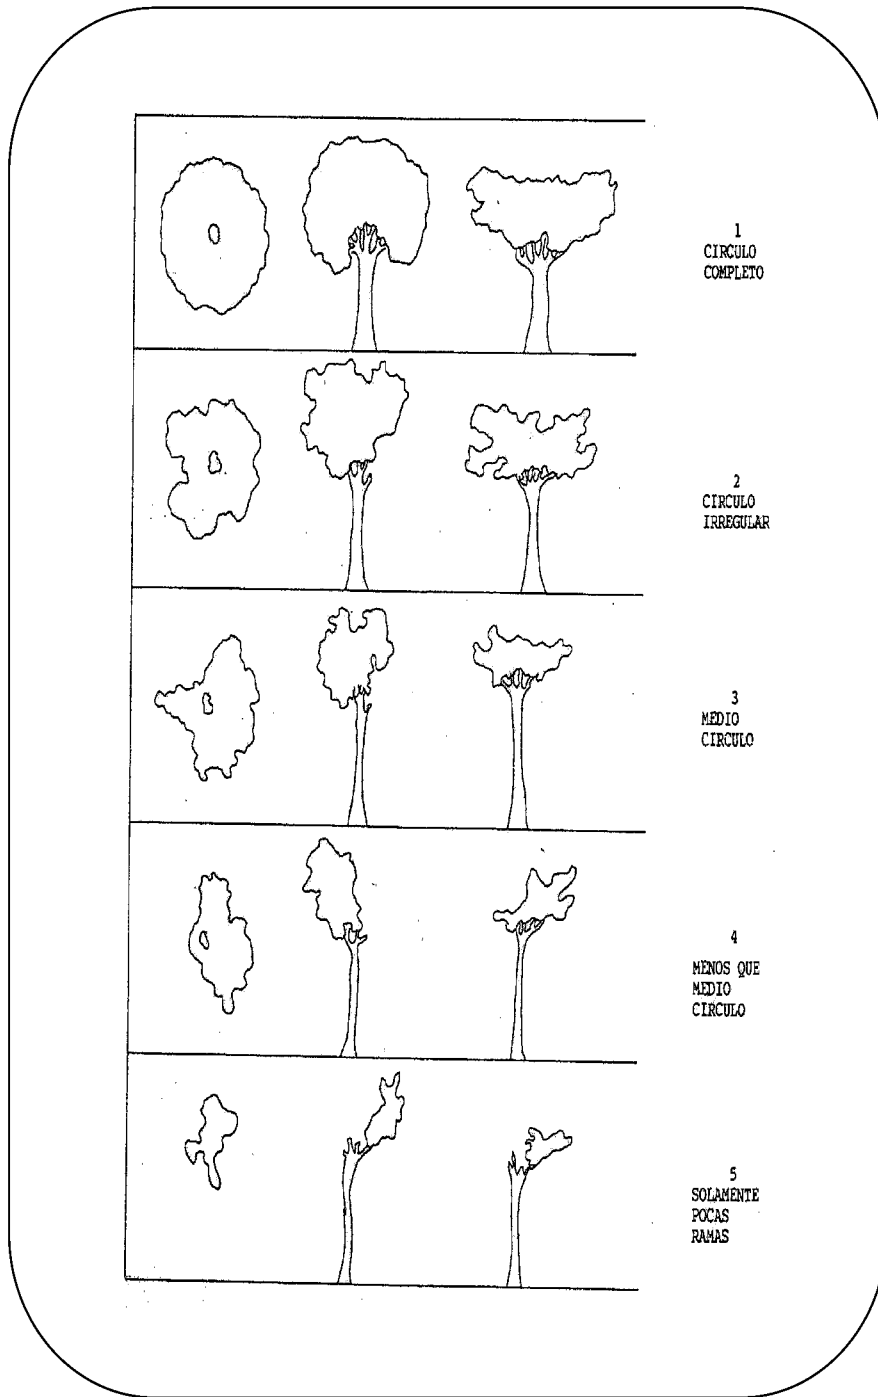 1
CIRCULO
COMPLETO
2
CIRCULO
IRREGULAR
3
MEDIO
CIRCULO
4
MENOS QUE
MEDIO
CIRCULO
5
SOLAMENTE
POCAS
RAMAS